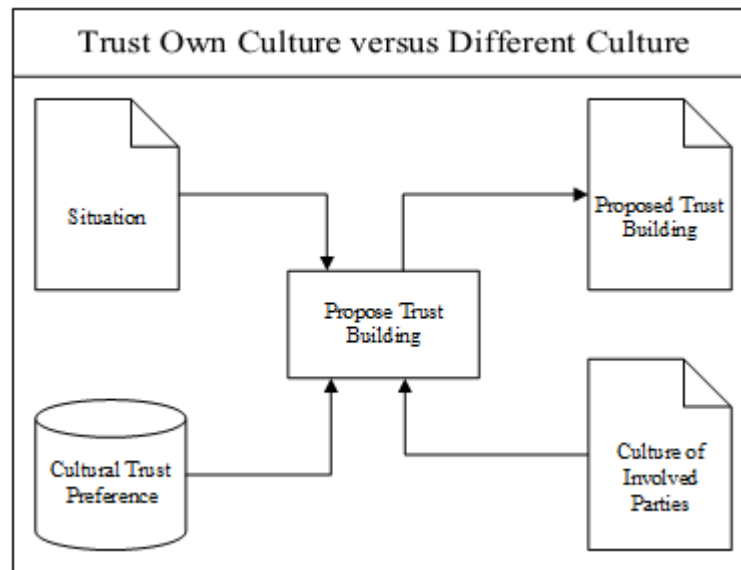 Trust Own Culture versus Different Culture
Situation
Proposed Trust
Building
Propose Trust
Building
Cultural Trust
Preference
Culture of
Involved
Parties